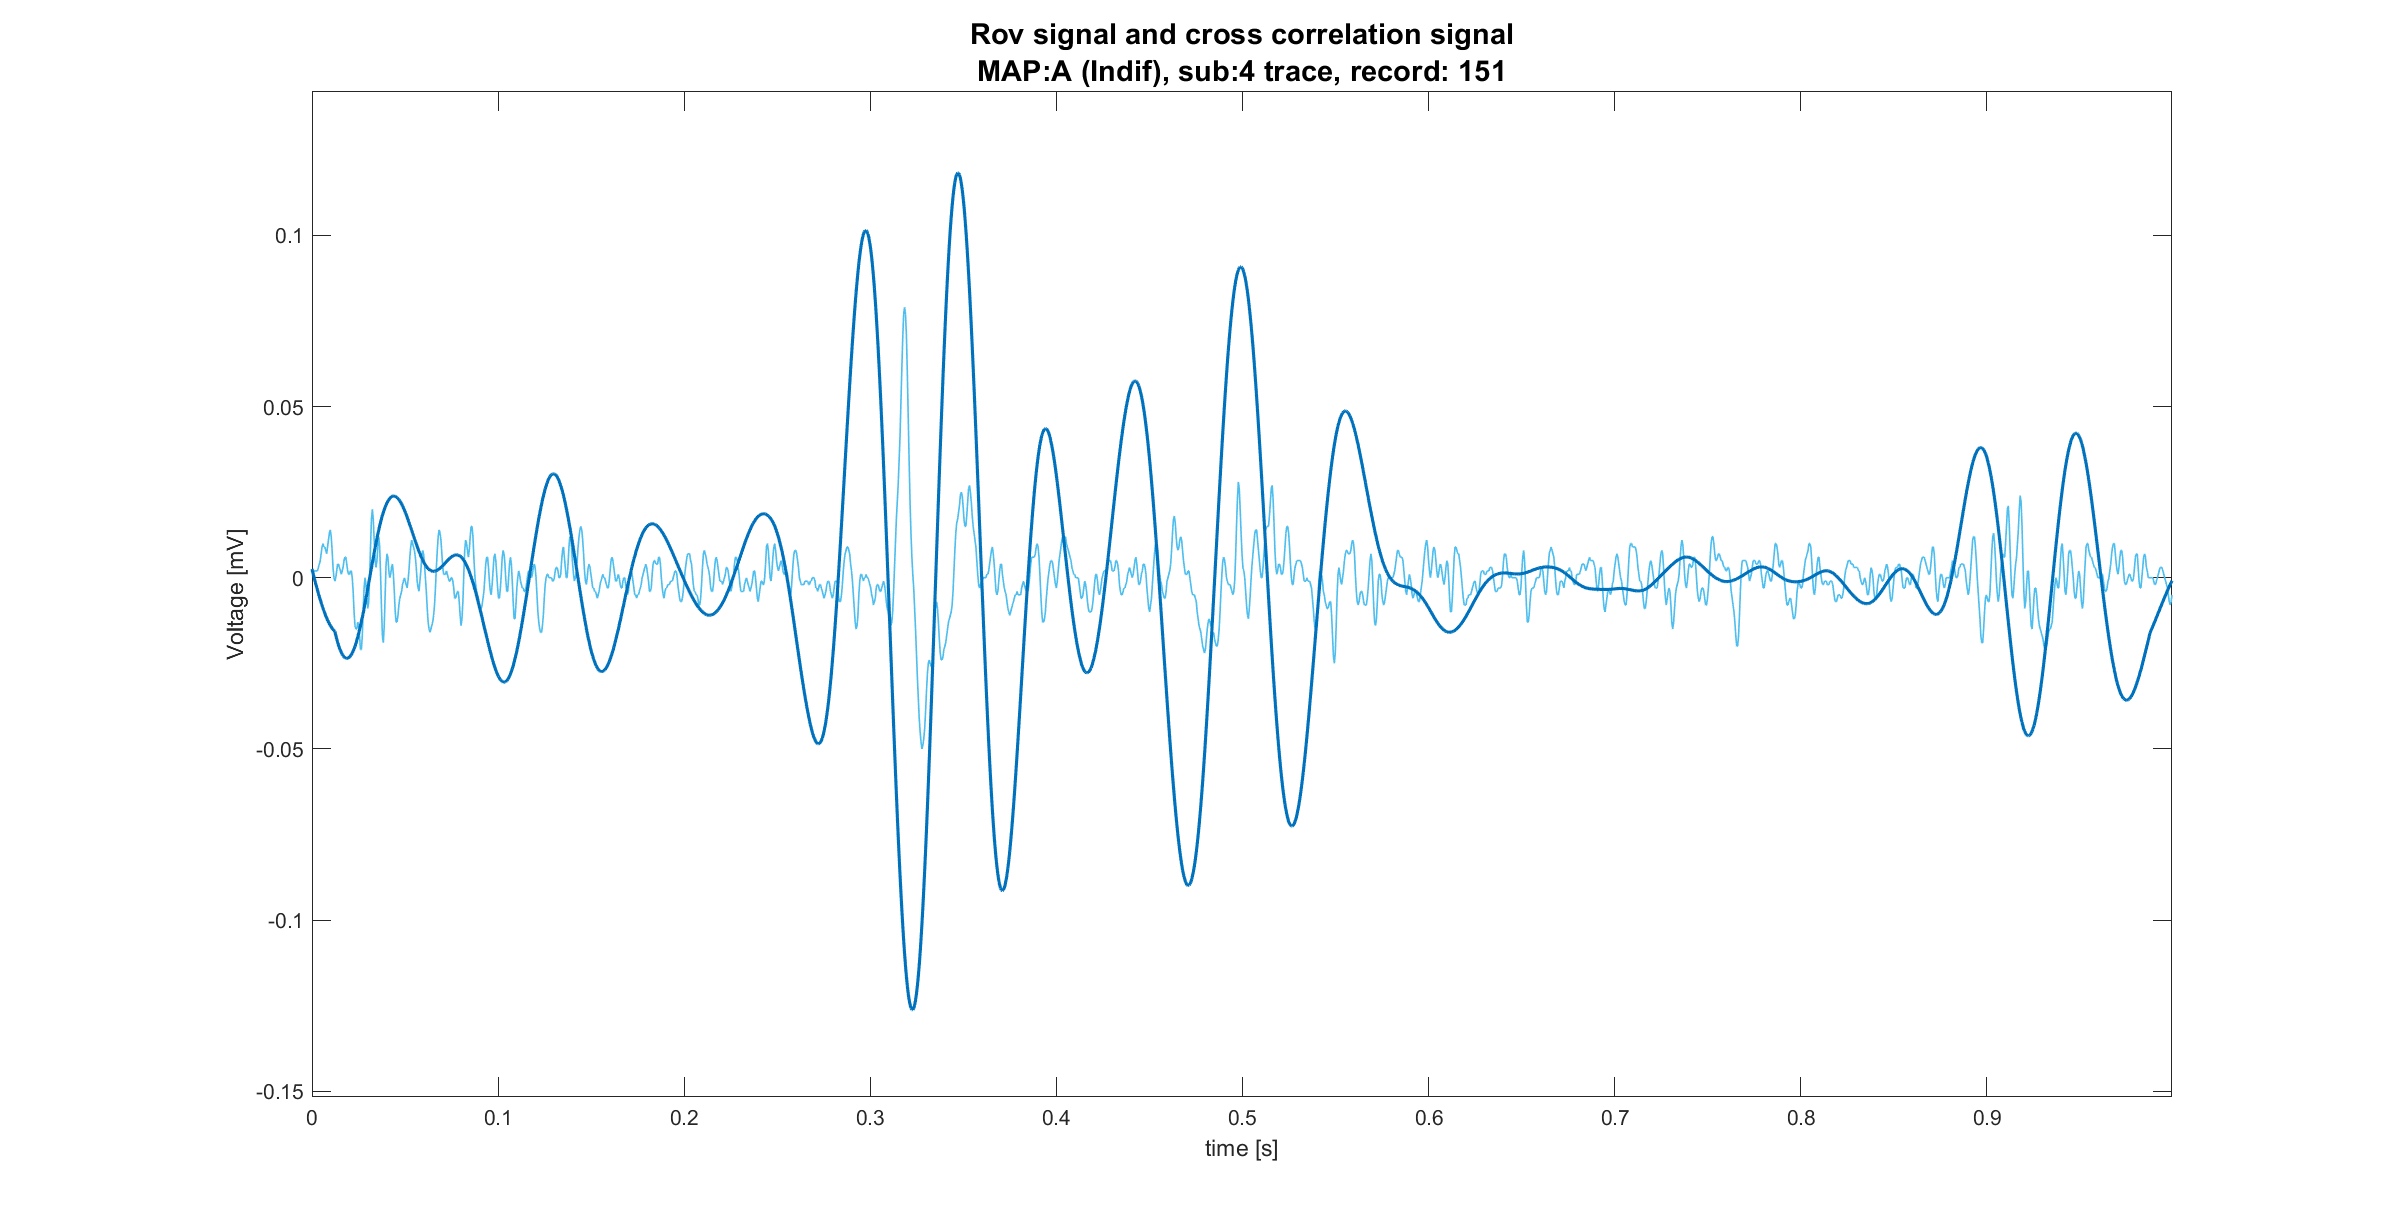 Rov signal and cross correlation signal
MAP:A (Indif), sub:4 trace, record: 151
0.1
0.05
0
-0.05
-0.1
-0.15
Voltage [mV]
0 0.1 0.2 0.3 0.4 0.5 0.6 0.7 0.8 0.9
time [s]